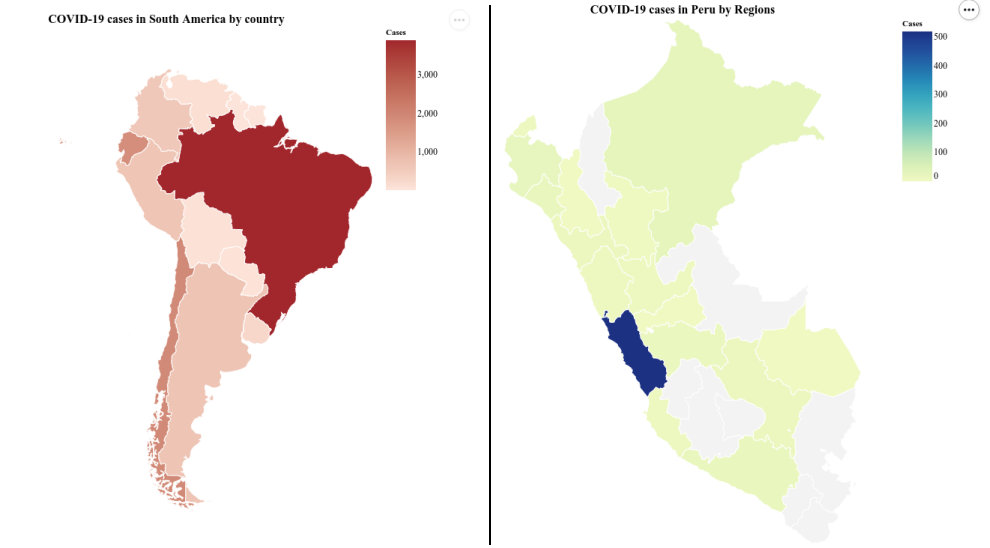 COVID-19 cases in South America by country
Cases
3,000
2,000
1,000
COVID-19 cases in Peru by Regions
Cases
500
400
300
200
100
0